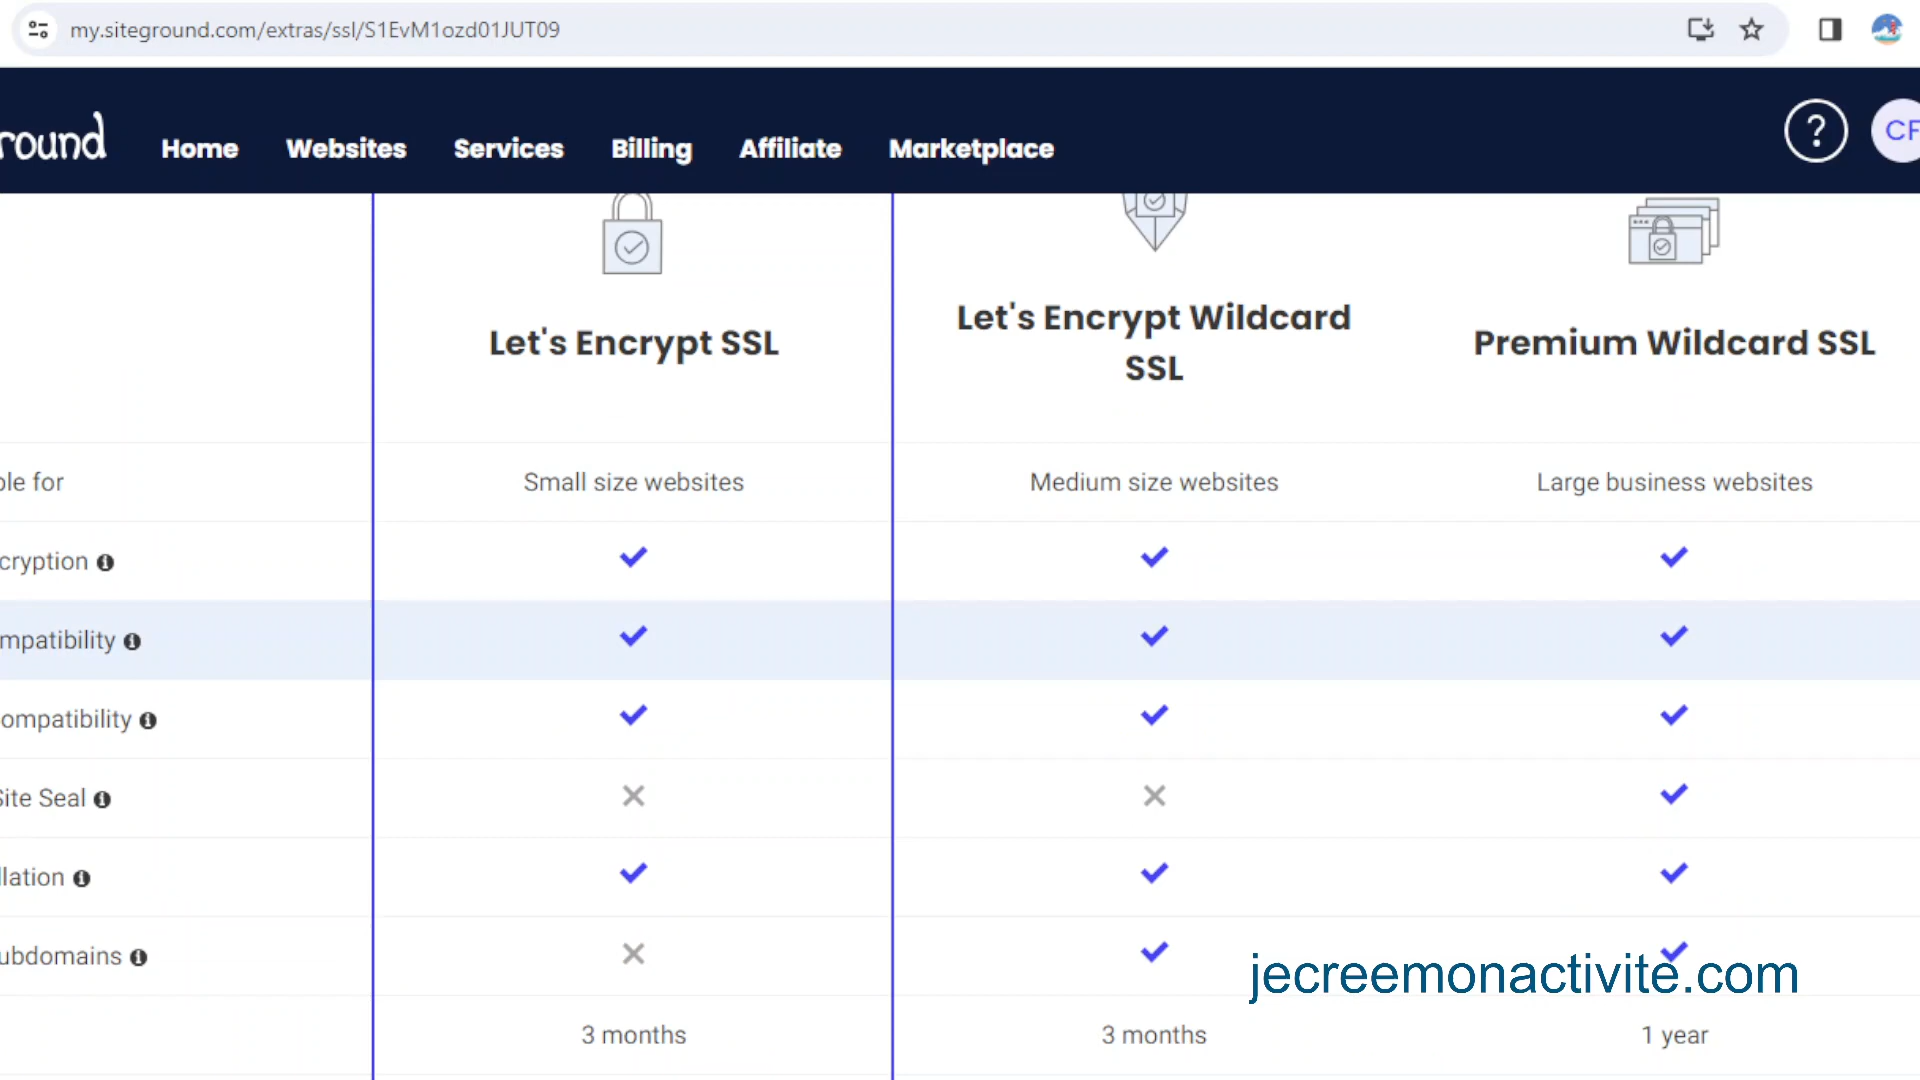 my.siteground.com/extras/ssl/S1EvM1ozd01JUT09
round Home Websites Services Billing Affiliate Marketplace ? CF
Let's Encrypt SSL
Let's Encrypt Wildcard
SSL
Premium Wildcard SSL
ble for Small size websites Medium size websites Large business websites
cryption
mpatibility
ompatibility
Site Seal
llation
ubdomains
jecreemonactivite.com
3 months 3 months 1 year